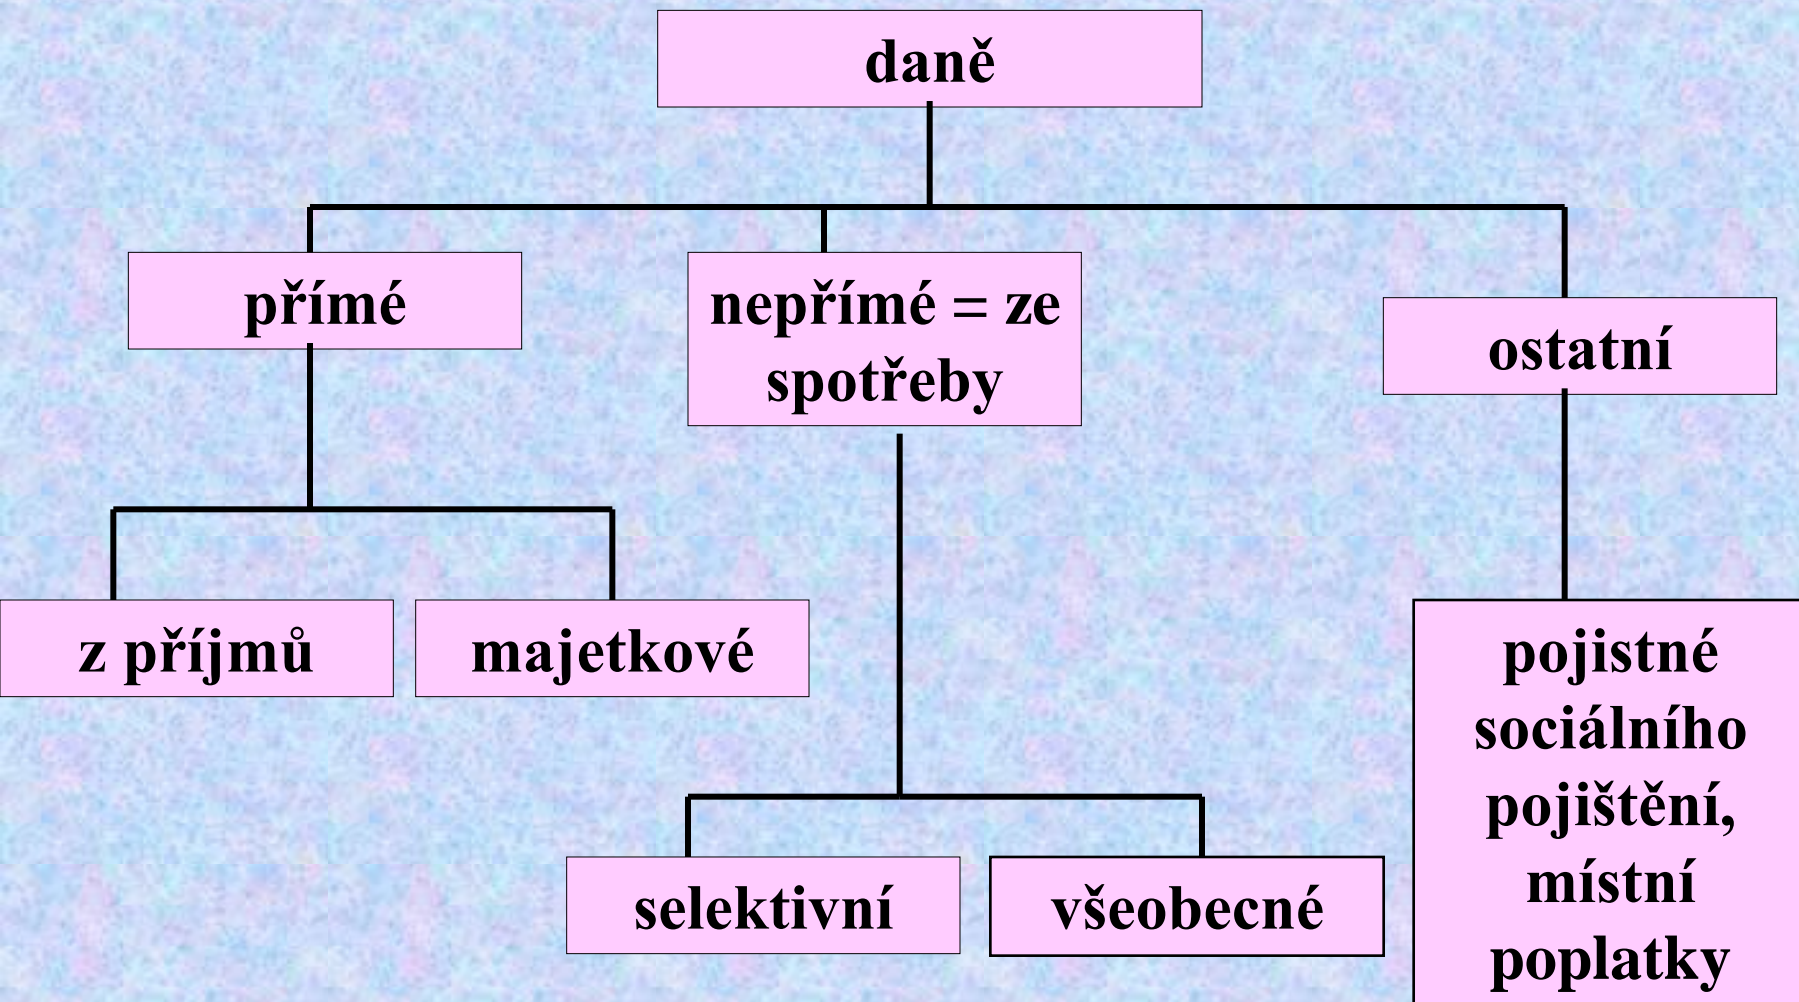 daně
přímé
nepřímé = ze
spotřeby
ostatní
z příjmů
majetkové
pojistné
sociálního
pojištění,
místní
poplatky
selektivní
všeobecné